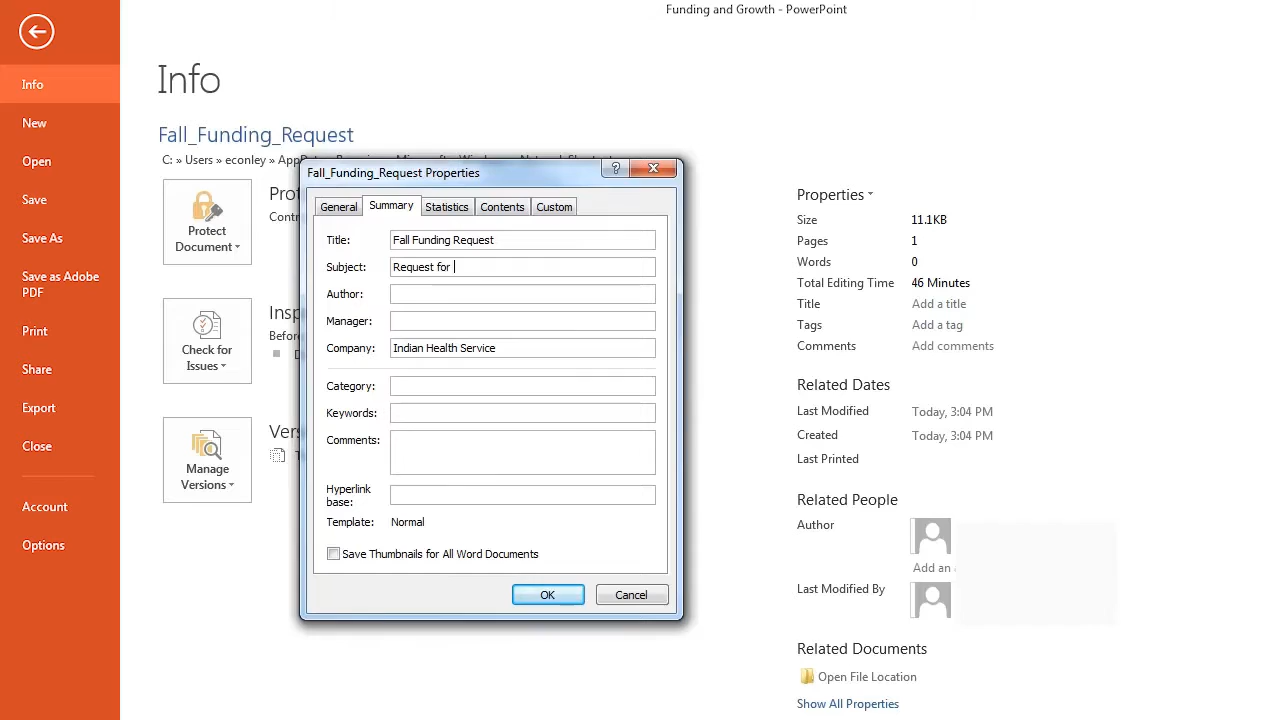 Funding and Growth - PowerPoint
Info
New
Open
Save
Save As
Save as Adobe
PDF
Print
Share
Export
Close
Account
Options
Info
Fall_Funding_Request
C: » Users » econley »
Protect
Document
Check for
Issues
Manage
Versions
Fall_Funding_Request Properties
?
General
Summary
Statistics
Contents
Custom
Title: Fall Funding Request
Subject: Request for
Author:
Manager:
Company: Indian Health Service
Category:
Keywords:
Comments:
Hyperlink
base:
Template: Normal
Save Thumbnails for All Word Documents
OK
Cancel
Properties
Size 11.1KB
Pages 1
Words 0
Total Editing Time 46 Minutes
Title Add a title
Tags Add a tag
Comments Add comments
Related Dates
Last Modified Today, 3:04 PM
Created Today, 3:04 PM
Last Printed
Related People
Author
Add an
Last Modified By
Related Documents
Open File Location
Show All Properties